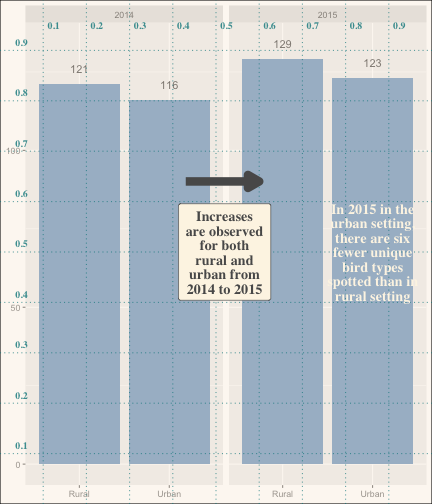 2014 2015
0.1 0.2 0.3 0.4 0.5 0.6 0.7 0.8 0.9
0.9
129
123
121
116
0.8
0.7
100
Increases
are observed
for both
rural and
urban from
2014 to 2015
In 2015 in the
urban setting,
there are six
fewer unique
bird types
spotted than in
rural setting
0.6
0.5
0.4
50
0.3
0.2
0.1
0
Rural Urban Rural Urban